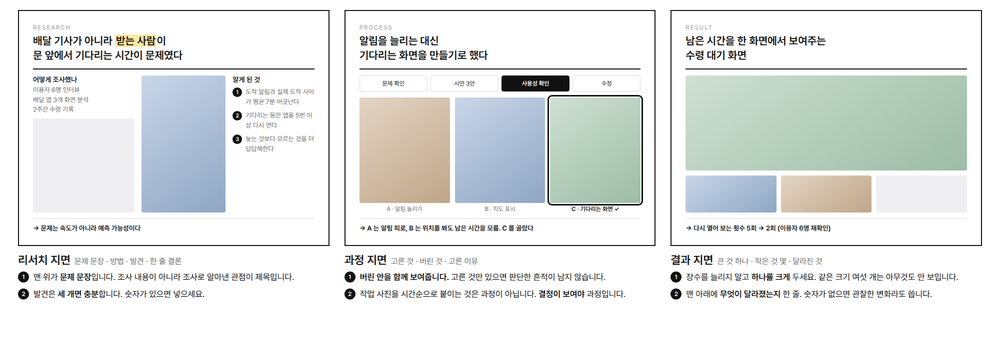 RESEARCH
배달 기사가 아니라 받는 사람이
문 앞에서 기다리는 시간이 문제였다
어떻게 조사했나
이용자 6명 인터뷰
배달 앱 3개 화면 분석
2주간 수령 기록
알게 된 것
1 도착 알림과 실제 도착 사이
가 평균 7분 어긋난다
2 기다리는 동안 앱을 5번 이
상 다시 연다
3 늦는 것보다 모르는 것을 더
답답해한다
→ 문제는 속도가 아니라 예측 가능성이다
리서치 지면 문제 문장 · 방법 · 발견 · 한 줄 결론
1 맨 위가 문제 문장입니다. 조사 내용이 아니라 조사로 알아낸 관점이 제목입니다.
2 발견은 세 개면 충분합니다. 숫자가 있으면 넣으세요.
PROCESS
알림을 늘리는 대신
기다리는 화면을 만들기로 했다
문제 확인
시안 3안
사용성 확인
수정
A · 알림 늘리기
B · 지도 표시
C · 기다리는 화면 ✓
→ A 는 알림 피로, B 는 위치를 봐도 남은 시간을 모름. C 를 골랐다
과정 지면 고른 것 · 버린 것 · 고른 이유
1 버린 안을 함께 보여줍니다. 고른 것만 있으면 판단한 흔적이 남지 않습니다.
2 작업 사진을 시간순으로 붙이는 것은 과정이 아닙니다. 결정이 보여야 과정입니다.
RESULT
남은 시간을 한 화면에서 보여주는
수령 대기 화면
→ 다시 열어 보는 횟수 5회 → 2회 (이용자 6명 재확인)
결과 지면 큰 것 하나 · 작은 것 몇 · 달라진 것
1 장수를 늘리지 말고 하나를 크게 두세요. 같은 크기 여섯 개는 아무것도 안 보입니다.
2 맨 아래에 무엇이 달라졌는지 한 줄. 숫자가 없으면 관찰한 변화라도 씁니다.